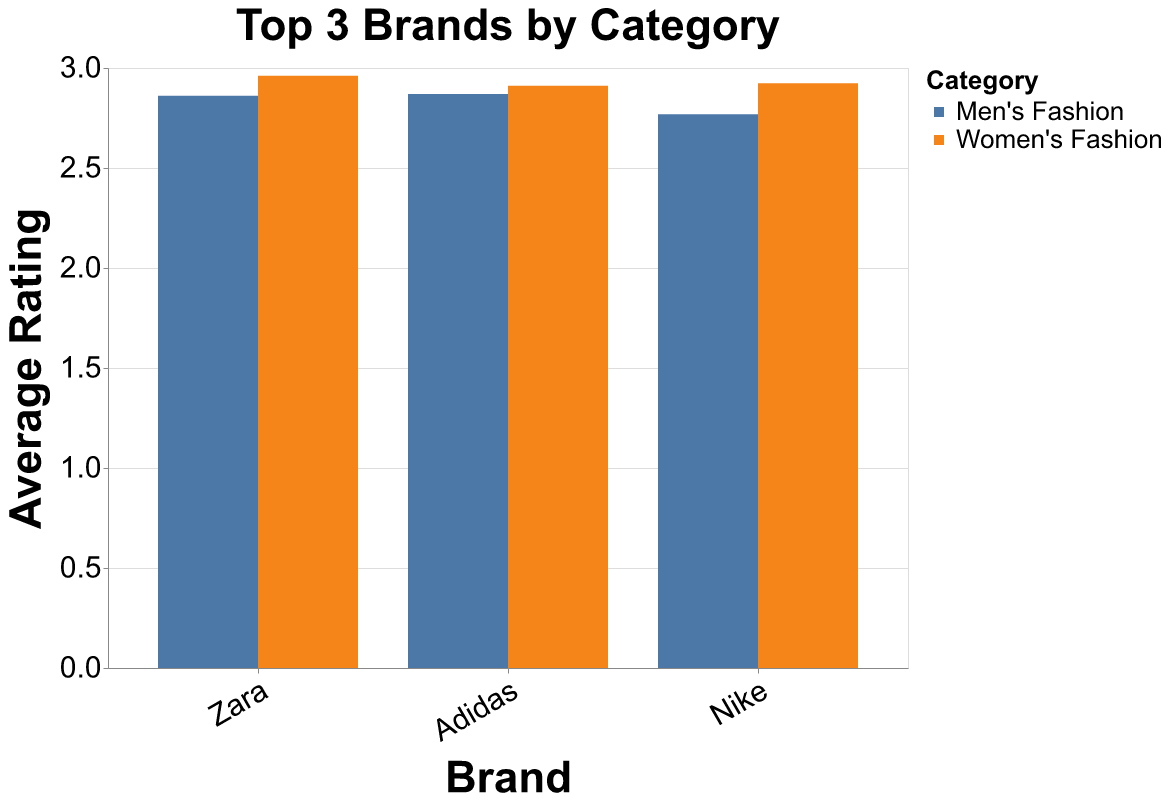 Top 3 Brands by Category
3.0
2.5
2.0
1.5
1.0
0.5
0.0
Average Rating
Zara
Adidas
Nike
Brand
Category
Men's Fashion
Women's Fashion